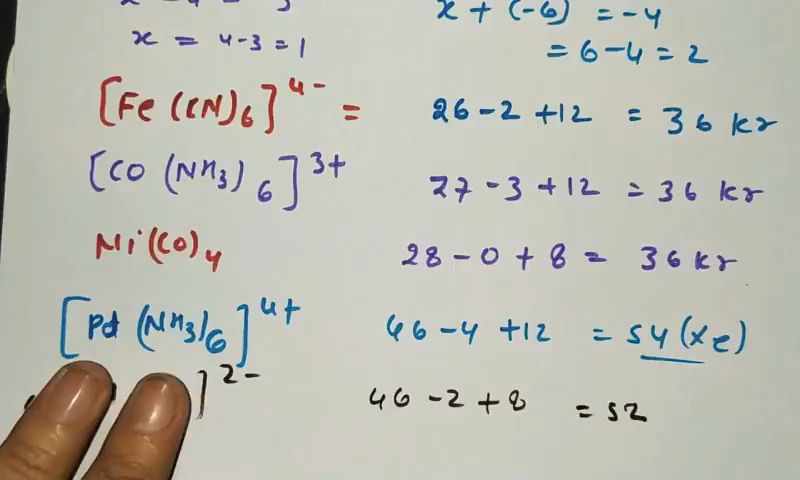 x + (-6) = -4
x = 4-3 = 1
= 6-4 = 2
[Fe(CN)6]4- = 26-2+12 = 36 kr
[CO (NH3)6]3+ 27-3+12 = 36 kr
Ni(CO)4 28-0+8 = 36 kr
[Pd (NH3)6]4+ 46-4+12 = 54 (Xe)
]2- 46-2+8 = 52